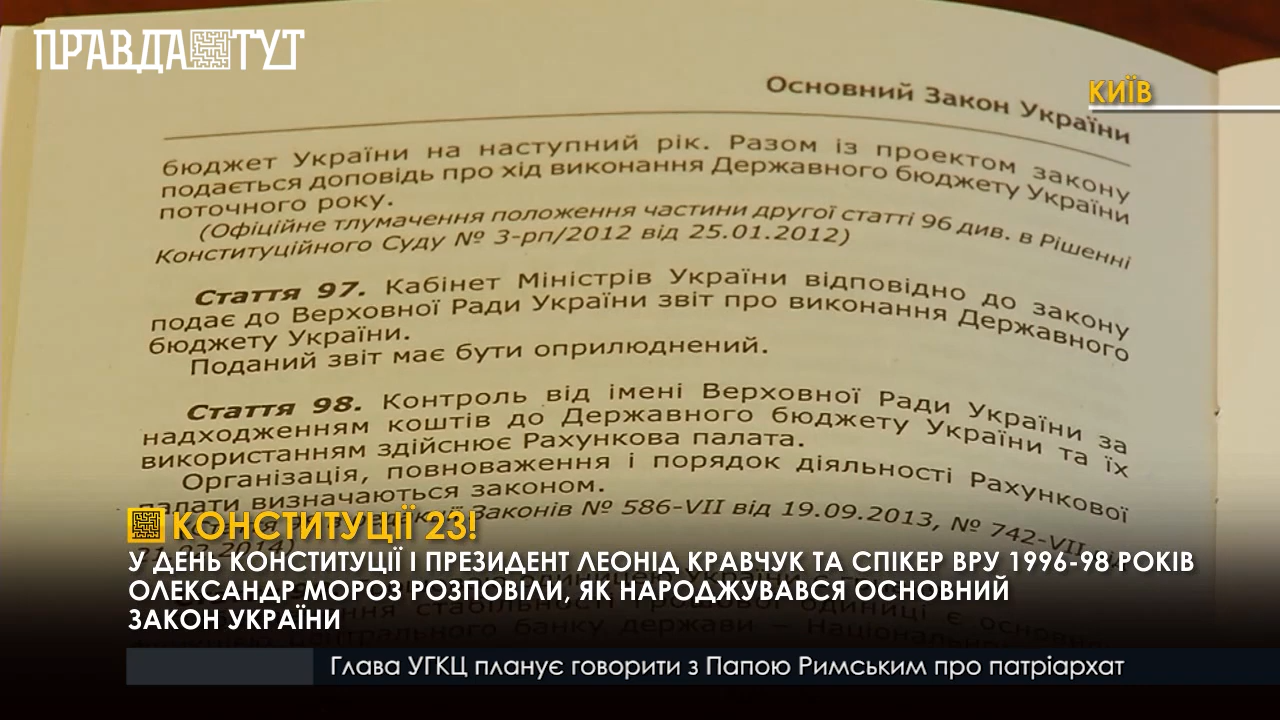 ПРАВДА ТУТ
КИЇВ
Основний Закон України
бюджет України на наступний рік. Разом із проектом закону
подається доповідь про хід виконання Державного бюджету України
поточного року.
(Офіційне тлумачення положення частини другої статті 96 див. в Рішенні
Конституційного Суду № 3-рп/2012 від 25.01.2012)
Стаття 97. Кабінет Міністрів України відповідно до закону
подає до Верховної Ради України звіт про виконання Державного
бюджету України.
Поданий звіт має бути оприлюднений.
Стаття 98. Контроль від імені Верховної Ради України за
надходженням коштів до Державного бюджету України та їх
використанням здійснює Рахункова палата.
Організація, повноваження і порядок діяльності Рахункової
палати визначаються законом.
Законів № 586-VII від 19.09.2013, № 742-VII
КОНСТИТУЦІЇ 23!
У ДЕНЬ КОНСТИТУЦІЇ І ПРЕЗИДЕНТ ЛЕОНІД КРАВЧУК ТА СПІКЕР ВРУ 1996-98 РОКІВ
ОЛЕКСАНДР МОРОЗ РОЗПОВІЛИ, ЯК НАРОДЖУВАВСЯ ОСНОВНИЙ
ЗАКОН УКРАЇНИ
Глава УГКЦ планує говорити з Папою Римським про патріархат